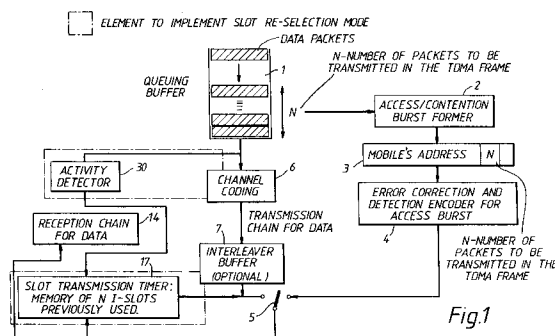 ELEMENT TO IMPLEMENT SLOT RE-SELECTION MODE
DATA PACKETS
QUEUING
BUFFER
1
N
N-NUMBER OF PACKETS TO BE
TRANSMITTED IN THE TDMA FRAME
2
ACCESS/CONTENTION
BURST FORMER
3
MOBILE'S ADDRESS
N
30
ACTIVITY
DETECTOR
6
CHANNEL
CODING
ERROR CORRECTION AND
DETECTION ENCODER FOR
ACCESS BURST
4
RECEPTION CHAIN
FOR DATA
14
TRANSMISSION
CHAIN FOR DATA
7
INTERLEAVER
BUFFER
(OPTIONAL)
N-NUMBER OF
PACKETS TO BE
TRANSMITTED IN THE
TDMA FRAME
17
SLOT TRANSMISSION TIMER:
MEMORY OF N I-SLOTS
PREVIOUSLY USED.
5
Fig.1